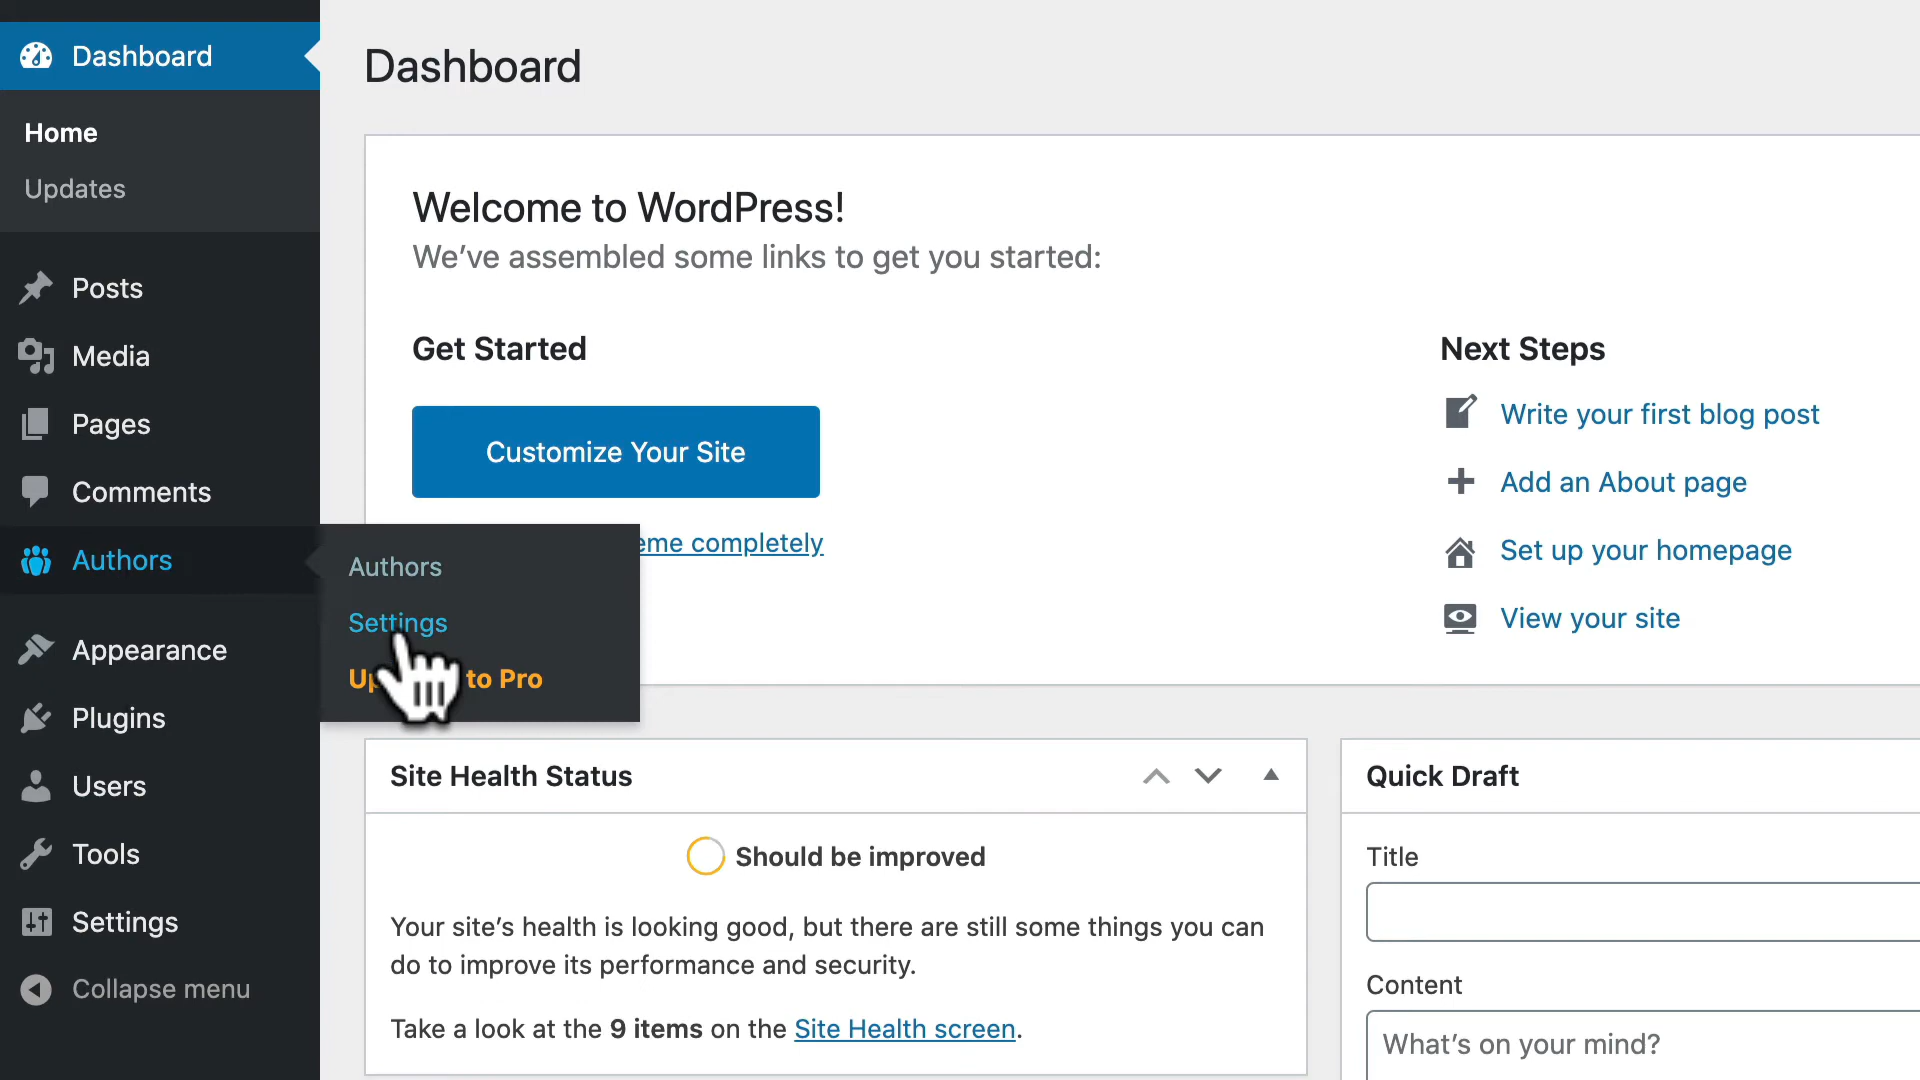 Dashboard
Home
Updates
Posts
Media
Pages
Comments
Authors
Appearance
Plugins
Users
Tools
Settings
Collapse menu
Authors
Settings
to Pro
Dashboard
Welcome to WordPress!
We've assembled some links to get you started:
Get Started
Customize Your Site
eme completely
Next Steps
Write your first blog post
Add an About page
Set up your homepage
View your site
Site Health Status
Should be improved
Your site's health is looking good, but there are still some things you can
do to improve its performance and security.
Take a look at the 9 items on the Site Health screen.
Quick Draft
Title
Content
What's on your mind?